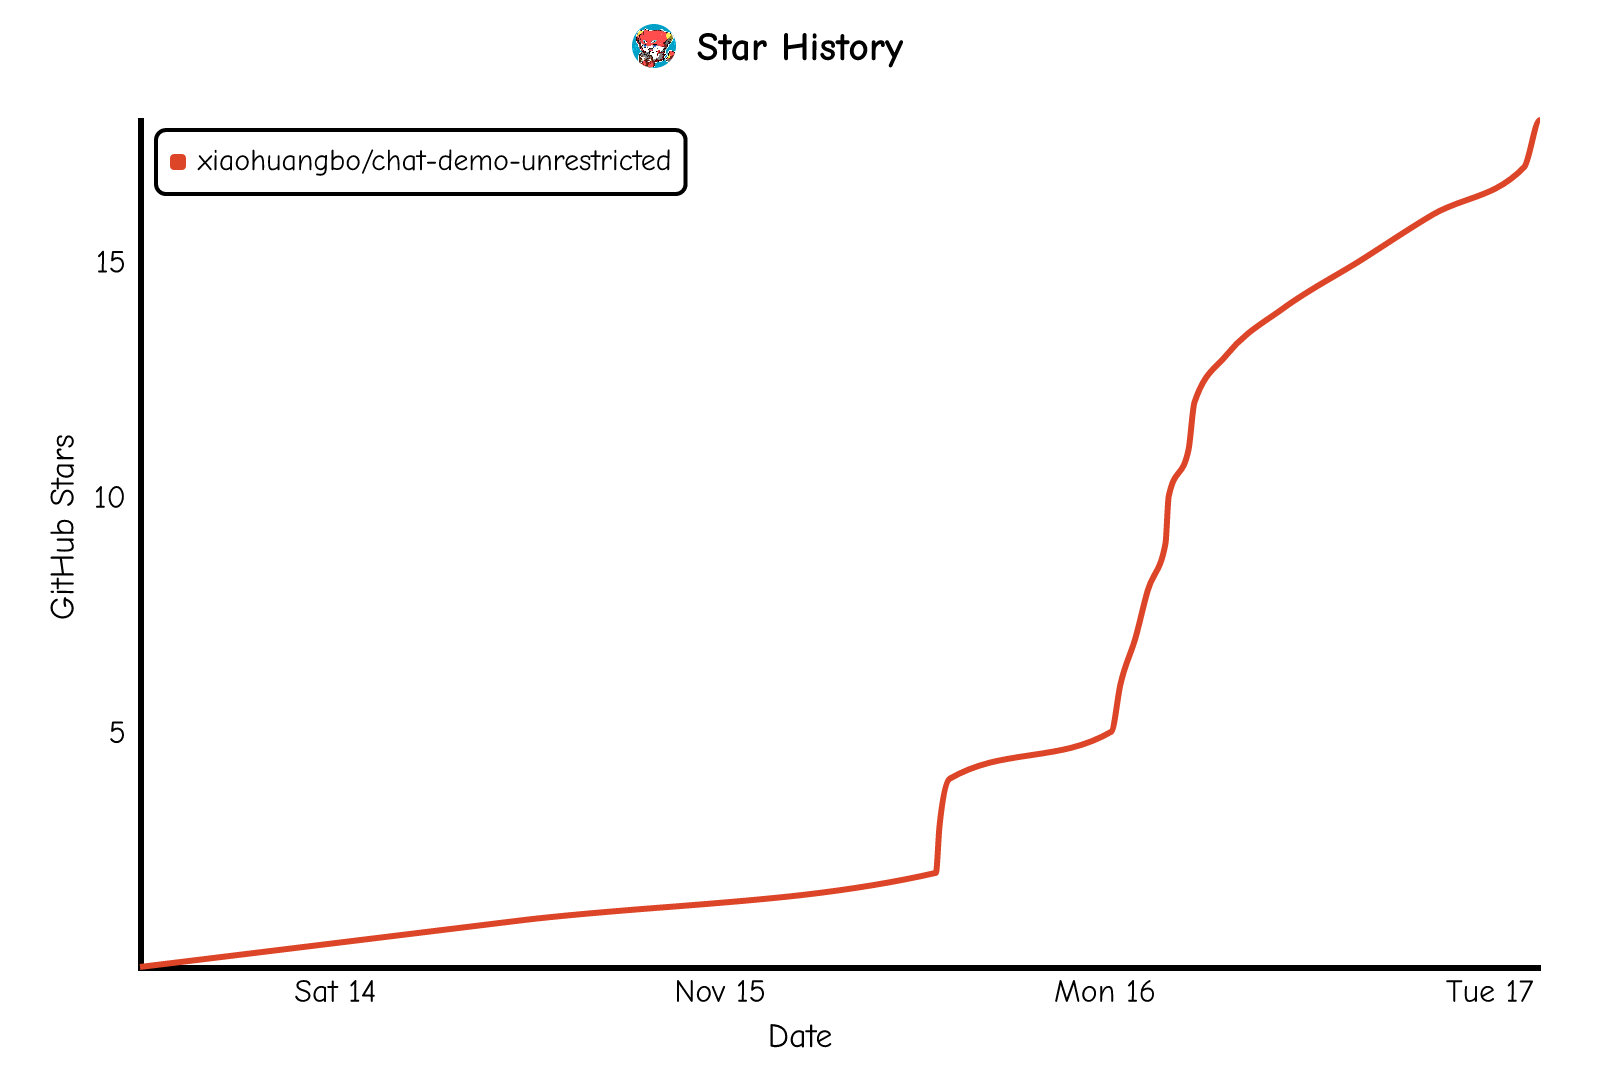 Star History
xiaohuangbo/chat-demo-unrestricted
15
10
5
GitHub Stars
Sat 14
Nov 15
Mon 16
Tue 17
Date